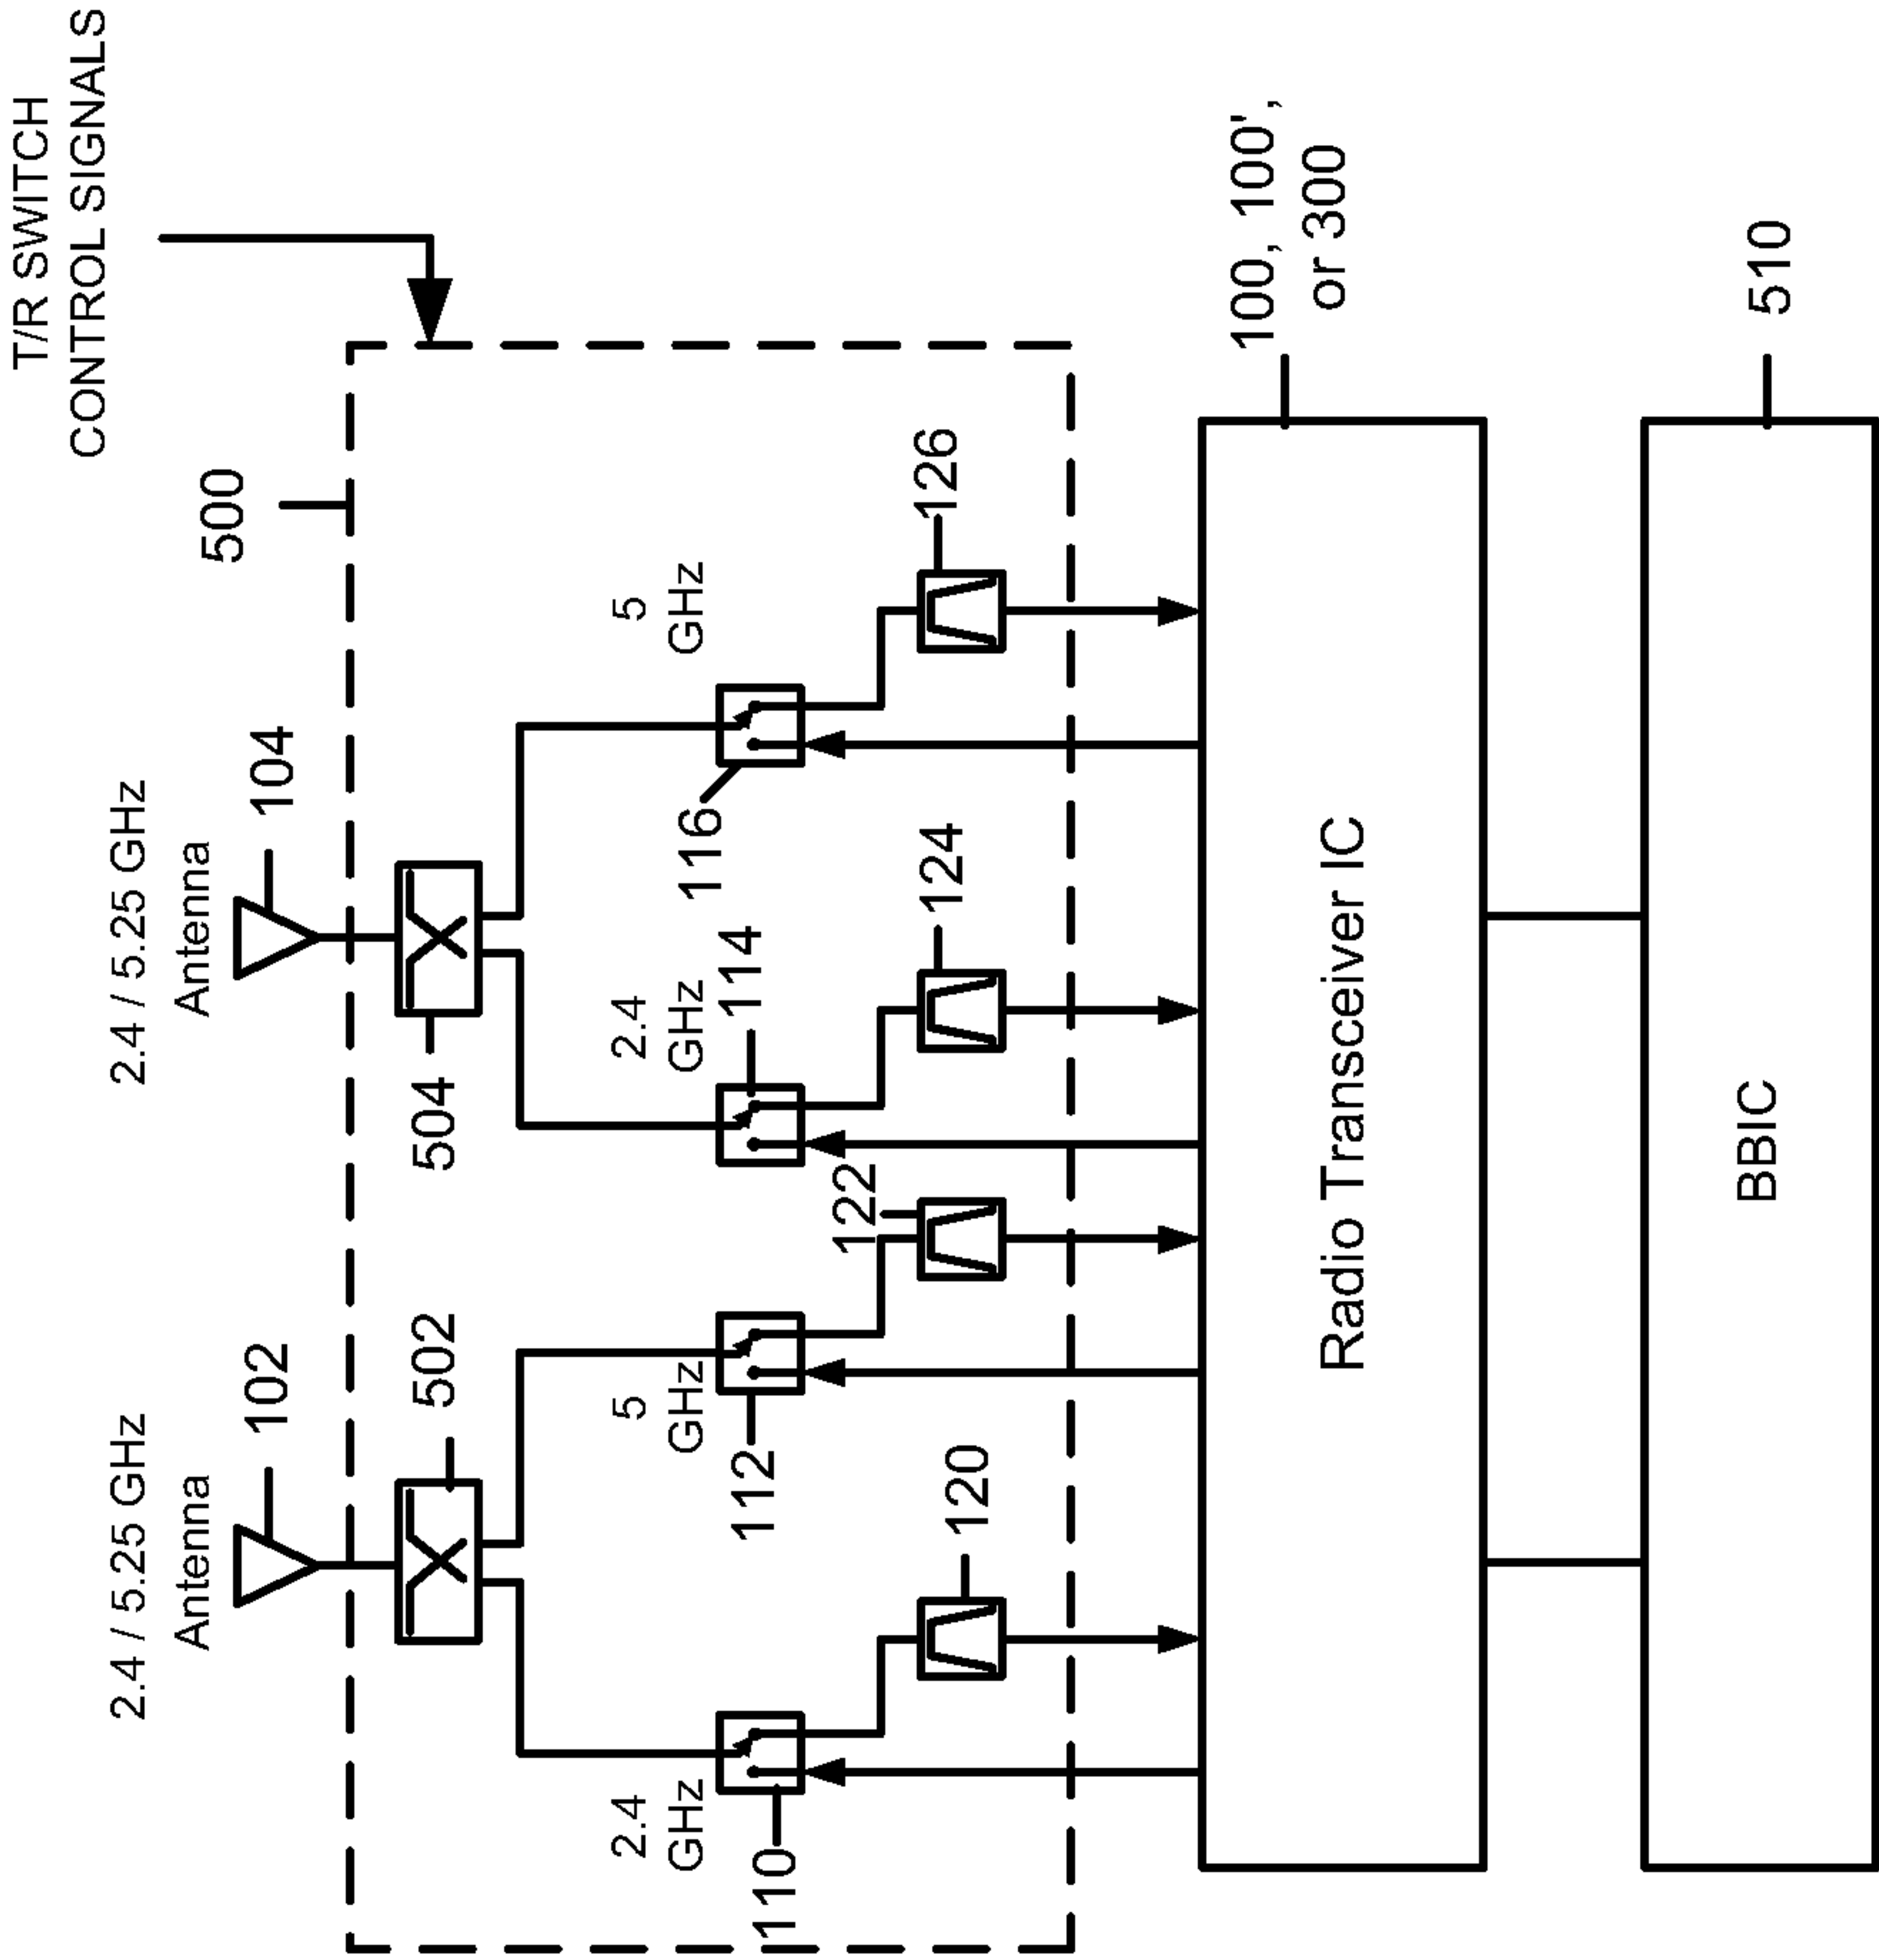 T/R SWITCH
CONTROL SIGNALS
500
2.4 / 5.25 GHz
Antenna
102
2.4 / 5.25 GHz
Antenna
104
502
504
2.4
GHz
110
5
GHz
112
2.4
GHz
114
5
GHz
116
120
122
124
126
Radio Transceiver IC
100, 100',
or 300
BBIC
510